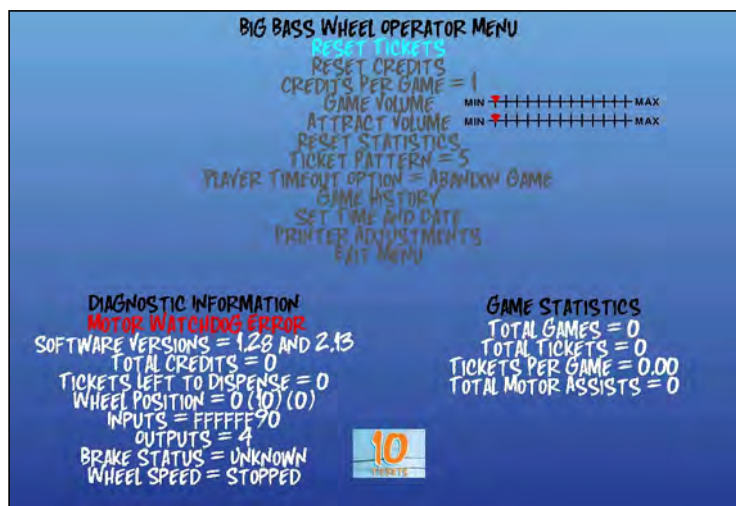 BIG BASS WHEEL OPERATOR MENU
RESET TICKETS
RESET CREDITS
CREDITS PER GAME = 1
GAME VOLUME MIN MAX
ATTRACT VOLUME MIN MAX
RESET STATISTICS
TICKET PATTERN = 5
PLAYER TIMEOUT OPTION = ABANDON GAME
GAME HISTORY
SET TIME AND DATE
PRINTER ADJUSTMENTS
EXIT MENU
DIAGNOSTIC INFORMATION
MOTOR WATCHDOG ERROR
SOFTWARE VERSIONS = 1.28 AND 2.13
TOTAL CREDITS = 0
TICKETS LEFT TO DISPENSE = 0
WHEEL POSITION = 0 (10) (0)
INPUTS = FFFFFF90
OUTPUTS = 4
BRAKE STATUS = UNKNOWN
WHEEL SPEED = STOPPED
GAME STATISTICS
TOTAL GAMES = 0
TOTAL TICKETS = 0
TICKETS PER GAME = 0.00
TOTAL MOTOR ASSISTS = 0
10
TICKETS